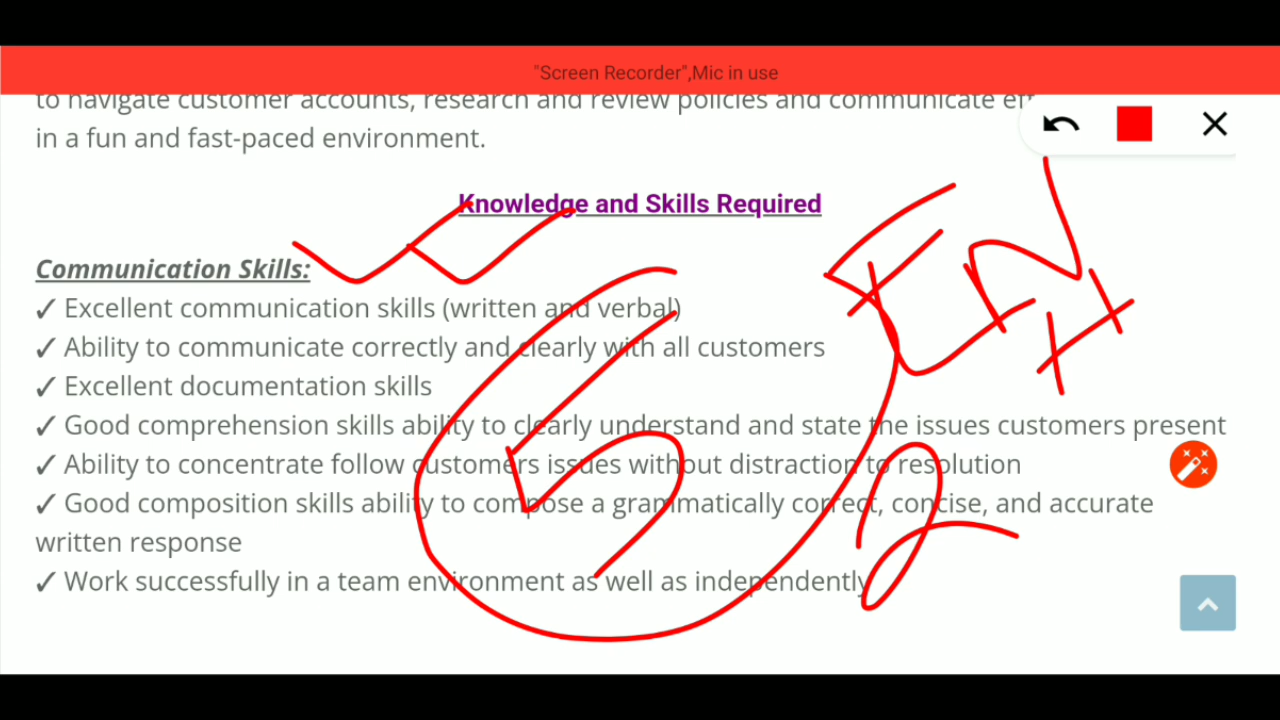 "Screen Recorder",Mic in use
to navigate customer accounts, research and review policies and communicate
in a fun and fast-paced environment.
Knowledge and Skills Required
Communication Skills:
✓ Excellent communication skills (written and verbal)
✓ Ability to communicate correctly and clearly with all customers
✓ Excellent documentation skills
✓ Good comprehension skills ability to clearly understand and state the issues customers present
✓ Ability to concentrate follow customers issues without distraction to resolution
✓ Good composition skills ability to compose a grammatically correct, concise, and accurate
written response
✓ Work successfully in a team environment as well as independently
5
2